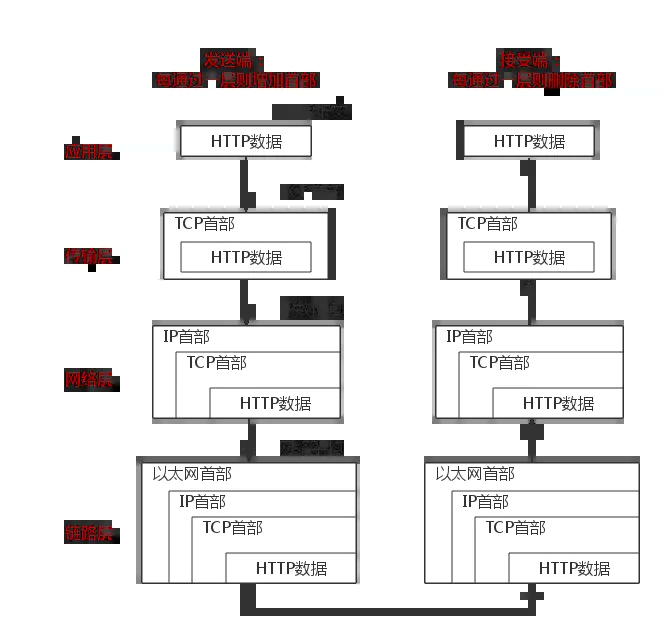 发送端:
每通过一层则增加首部
接受端:
每通过一层则删除首部
应用层
HTTP数据
HTTP数据
传输层
TCP首部
HTTP数据
TCP首部
HTTP数据
网络层
IP首部
TCP首部
HTTP数据
IP首部
TCP首部
HTTP数据
链路层
以太网首部
IP首部
TCP首部
HTTP数据
以太网首部
IP首部
TCP首部
HTTP数据